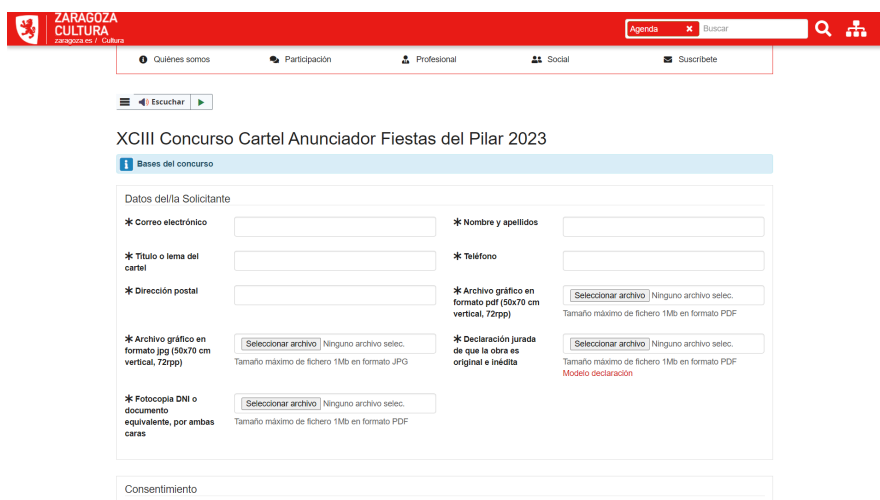 ZARAGOZA
CULTURA
zaragoza.es / Cultura
Agenda × Buscar
Quiénes somos Participación Profesional Social Suscríbete
Escuchar
XCIII Concurso Cartel Anunciador Fiestas del Pilar 2023
i Bases del concurso
Datos del/la Solicitante
Correo electrónico
Nombre y apellidos
Título o lema del
cartel
Teléfono
Dirección postal
Archivo gráfico en
formato pdf (50x70 cm
vertical, 72rpp)
Seleccionar archivo Ninguno archivo selec.
Tamaño máximo de fichero 1Mb en formato PDF
Archivo gráfico en
formato jpg (50x70 cm
vertical, 72rpp)
Seleccionar archivo Ninguno archivo selec.
Tamaño máximo de fichero 1Mb en formato JPG
Declaración jurada
de que la obra es
original e inédita
Seleccionar archivo Ninguno archivo selec.
Tamaño máximo de fichero 1Mb en formato PDF
Modelo declaración
Fotocopia DNI o
documento
equivalente, por ambas
caras
Seleccionar archivo Ninguno archivo selec.
Tamaño máximo de fichero 1Mb en formato PDF
Consentimiento